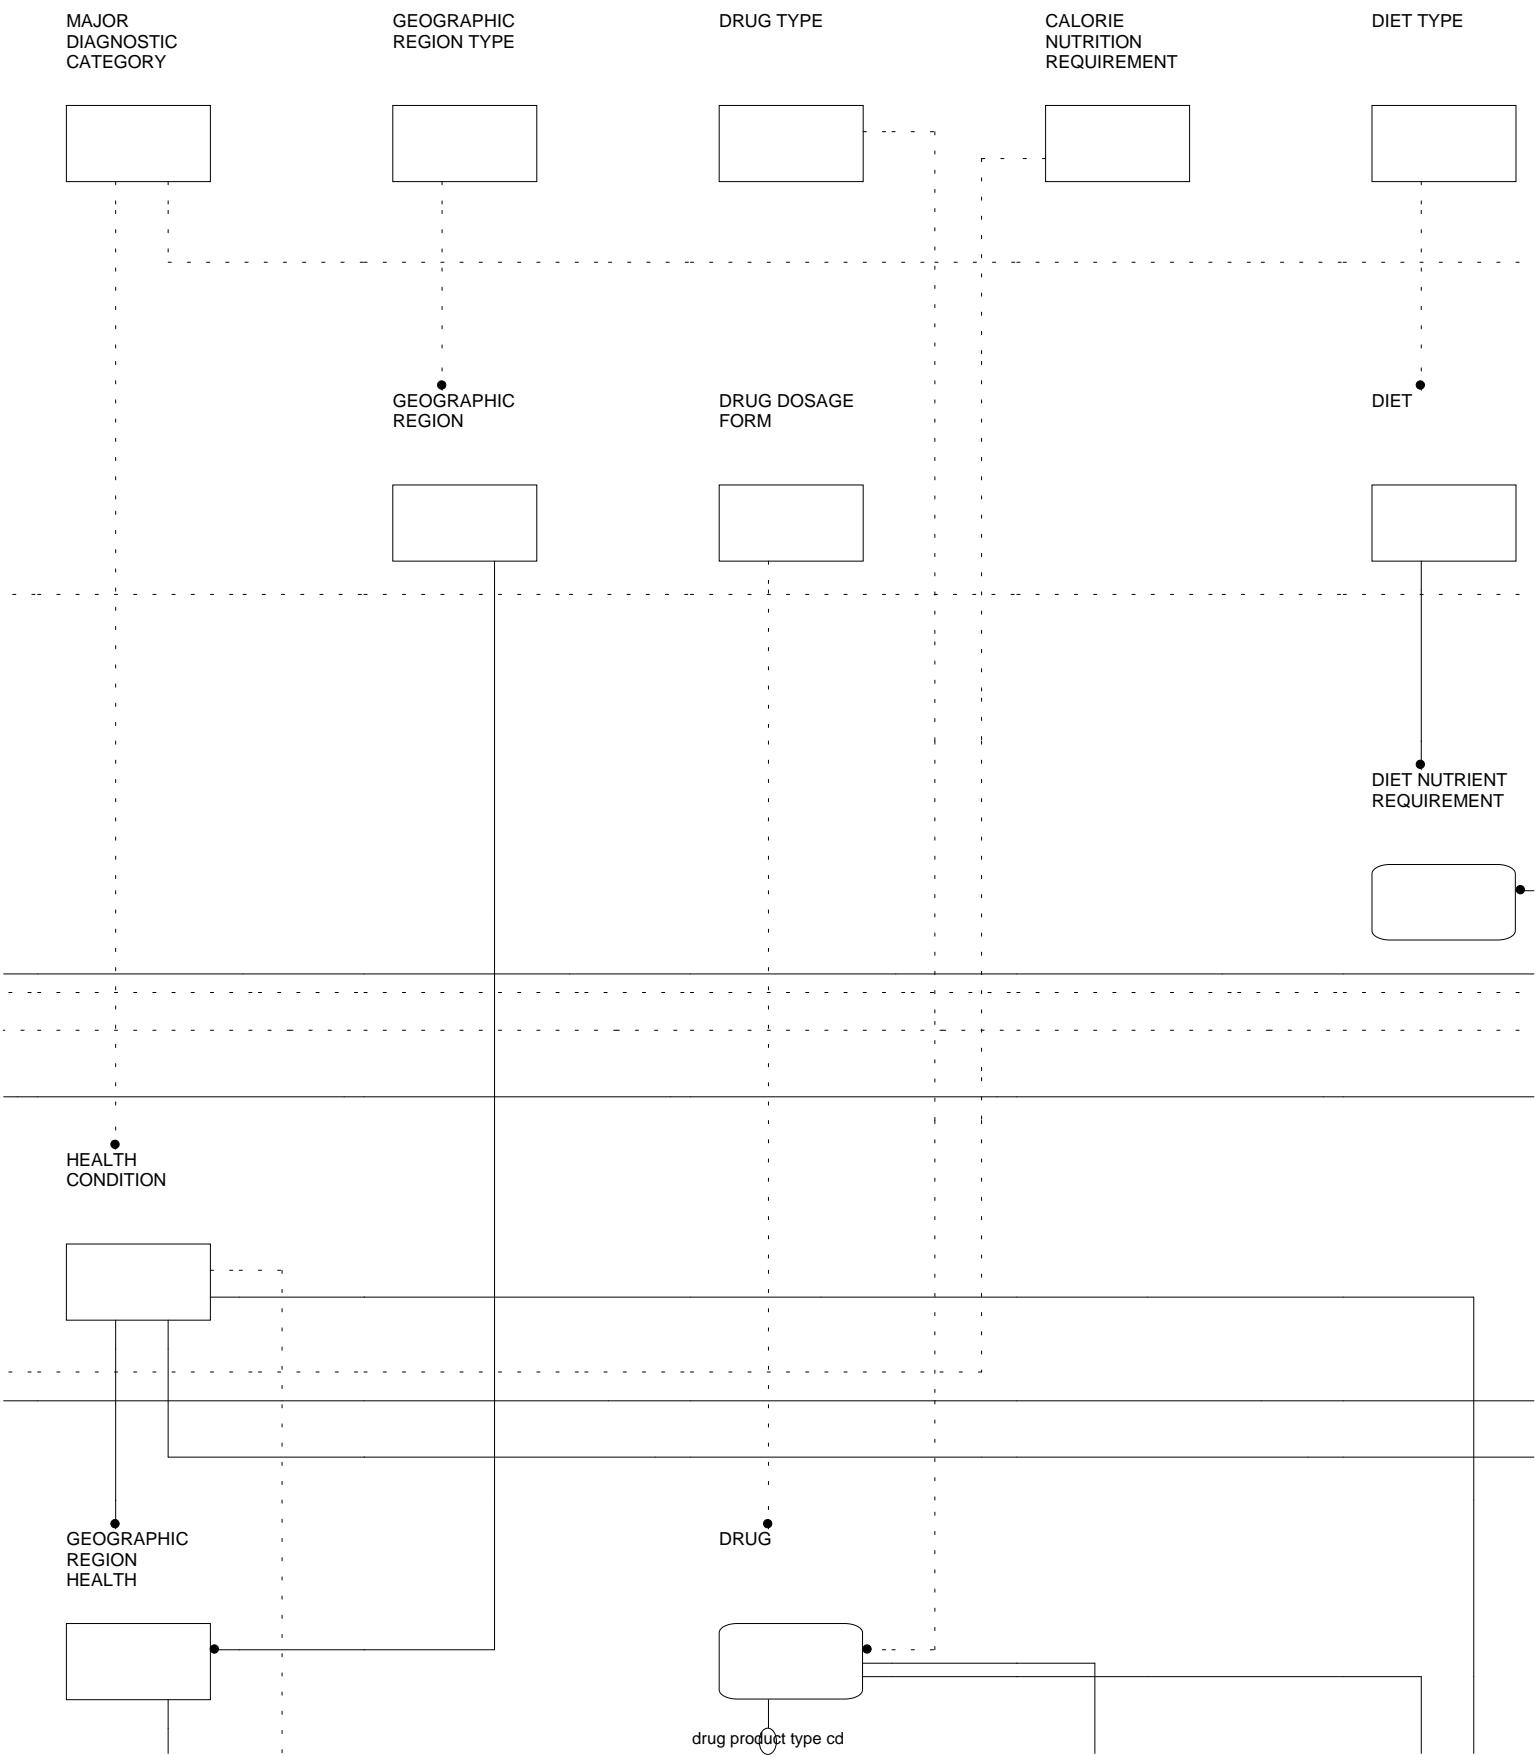 MAJOR
DIAGNOSTIC
CATEGORY
GEOGRAPHIC
REGION TYPE
DRUG TYPE
CALORIE
NUTRITION
REQUIREMENT
DIET TYPE
GEOGRAPHIC
REGION
DRUG DOSAGE
FORM
DIET
DIET NUTRIENT
REQUIREMENT
HEALTH
CONDITION
GEOGRAPHIC
REGION
HEALTH
DRUG
drug product type cd